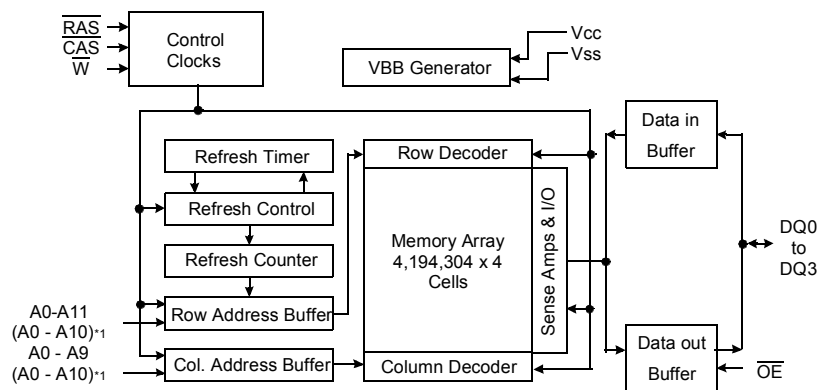 RAS
CAS
W
Control
Clocks
VBB Generator
Vcc
Vss
Refresh Timer
Refresh Control
Refresh Counter
Row Address Buffer
Col. Address Buffer
A0-A11
(A0 - A10)*1
A0 - A9
(A0 - A10)*1
Row Decoder
Memory Array
4,194,304 x 4
Cells
Sense Amps & I/O
Column Decoder
Data in
Buffer
DQ0
to
DQ3
Data out
Buffer
OE